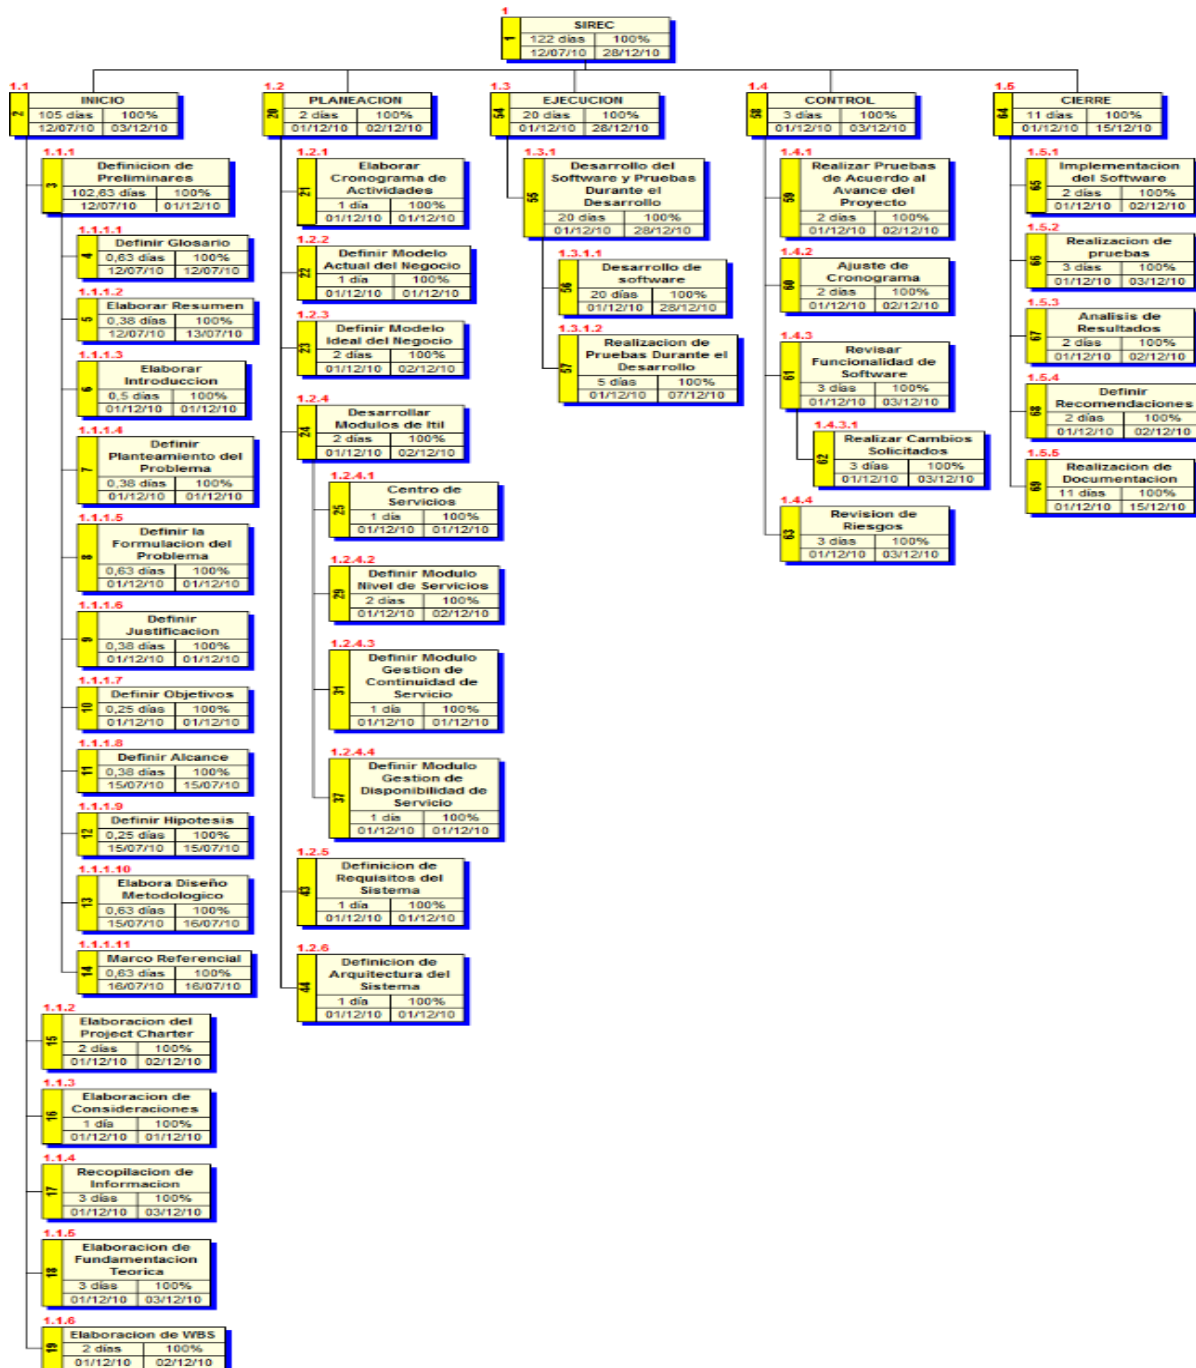 1
SIREC
1
122 días 100%
12/07/10 28/12/10
1.1
INICIO
2
105 días 100%
12/07/10 03/12/10
1.1.1
Definicion de
Preliminares
3
102,63 días 100%
12/07/10 01/12/10
1.1.1.1
Definir Glosario
4
0,63 días 100%
12/07/10 12/07/10
1.1.1.2
Elaborar Resumen
5
0,38 días 100%
12/07/10 13/07/10
1.1.1.3
Elaborar
Introduccion
6
0,5 días 100%
01/12/10 01/12/10
1.1.1.4
Definir
Planteamiento del
Problema
7
0,38 días 100%
01/12/10 01/12/10
1.1.1.5
Definir la
Formulacion del
Problema
8
0,63 días 100%
01/12/10 01/12/10
1.1.1.6
Definir
Justificacion
9
0,38 días 100%
01/12/10 01/12/10
1.1.1.7
Definir Objetivos
10
0,25 días 100%
01/12/10 01/12/10
1.1.1.8
Definir Alcance
11
0,38 días 100%
15/07/10 15/07/10
1.1.1.9
Definir Hipotesis
12
0,25 días 100%
15/07/10 15/07/10
1.1.1.10
Elabora Diseño
Metodologico
13
0,63 días 100%
15/07/10 16/07/10
1.1.1.11
Marco Referencial
14
0,63 días 100%
16/07/10 16/07/10
1.1.2
Elaboracion del
Project Charter
15
2 días 100%
01/12/10 02/12/10
1.1.3
Elaboracion de
Consideraciones
16
1 día 100%
01/12/10 01/12/10
1.1.4
Recopilacion de
Informacion
17
3 días 100%
01/12/10 03/12/10
1.1.5
Elaboracion de
Fundamentacion
Teorica
18
3 días 100%
01/12/10 03/12/10
1.1.6
Elaboracion de WBS
19
2 días 100%
01/12/10 02/12/10
1.2
PLANEACION
20
2 días 100%
01/12/10 02/12/10
1.2.1
Elaborar
Cronograma de
Actividades
21
1 día 100%
01/12/10 01/12/10
1.2.2
Definir Modelo
Actual del Negocio
22
1 día 100%
01/12/10 01/12/10
1.2.3
Definir Modelo
Ideal del Negocio
23
2 días 100%
01/12/10 02/12/10
1.2.4
Desarrollar
Modulos de Itil
24
2 días 100%
01/12/10 02/12/10
1.2.4.1
Centro de
Servicios
25
1 día 100%
01/12/10 01/12/10
1.2.4.2
Definir Modulo
Nivel de Servicios
29
2 días 100%
01/12/10 02/12/10
1.2.4.3
Definir Modulo
Gestion de
Continuidad de
Servicio
31
1 día 100%
01/12/10 01/12/10
1.2.4.4
Definir Modulo
Gestion de
Disponibilidad de
Servicio
37
1 día 100%
01/12/10 01/12/10
1.2.5
Definicion de
Requisitos del
Sistema
43
1 día 100%
01/12/10 01/12/10
1.2.6
Definicion de
Arquitectura del
Sistema
44
1 día 100%
01/12/10 01/12/10
1.3
EJECUCION
54
20 días 100%
01/12/10 28/12/10
1.3.1
Desarrollo del
Software y Pruebas
Durante el
Desarrollo
55
20 días 100%
01/12/10 28/12/10
1.3.1.1
Desarrollo de
software
56
20 días 100%
01/12/10 28/12/10
1.3.1.2
Realizacion de
Pruebas Durante el
Desarrollo
57
5 días 100%
01/12/10 07/12/10
1.4
CONTROL
58
3 días 100%
01/12/10 03/12/10
1.4.1
Realizar Pruebas
de Acuerdo al
Avance del
Proyecto
59
2 días 100%
01/12/10 02/12/10
1.4.2
Ajuste de
Cronograma
60
2 días 100%
01/12/10 02/12/10
1.4.3
Revisar
Funcionalidad de
Software
61
3 días 100%
01/12/10 03/12/10
1.4.3.1
Realizar Cambios
Solicitados
62
3 días 100%
01/12/10 03/12/10
1.4.4
Revision de
Riesgos
63
3 días 100%
01/12/10 03/12/10
1.5
CIERRE
64
11 días 100%
01/12/10 15/12/10
1.5.1
Implementacion
del Software
65
2 días 100%
01/12/10 02/12/10
1.5.2
Realizacion de
pruebas
66
3 días 100%
01/12/10 03/12/10
1.5.3
Analisis de
Resultados
67
2 días 100%
01/12/10 02/12/10
1.5.4
Definir
Recomendaciones
68
2 días 100%
01/12/10 02/12/10
1.5.5
Realizacion de
Documentacion
69
11 días 100%
01/12/10 15/12/10